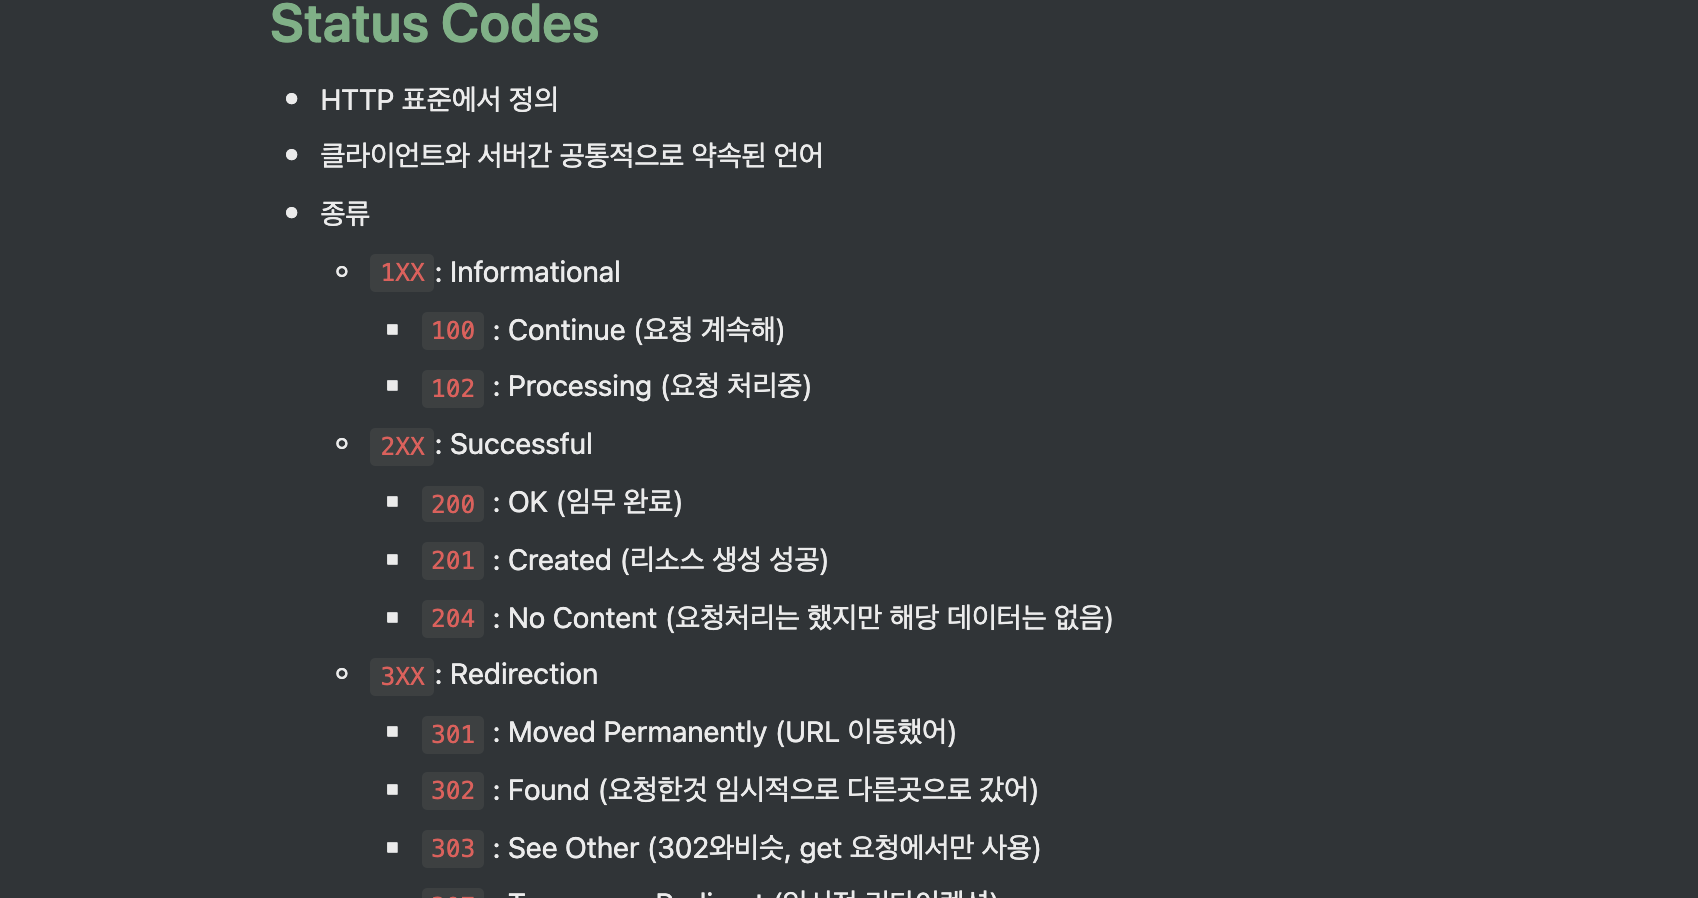 Status Codes
HTTP 표준에서 정의
클라이언트와 서버간 공통적으로 약속된 언어
종류
1XX : Informational
100 : Continue (요청 계속해)
102 : Processing (요청 처리중)
2XX : Successful
200 : OK (임무 완료)
201 : Created (리소스 생성 성공)
204 : No Content (요청처리는 했지만 해당 데이터는 없음)
3XX : Redirection
301 : Moved Permanently (URL 이동했어)
302 : Found (요청한것 임시적으로 다른곳으로 갔어)
303 : See Other (302와비슷, get 요청에서만 사용)